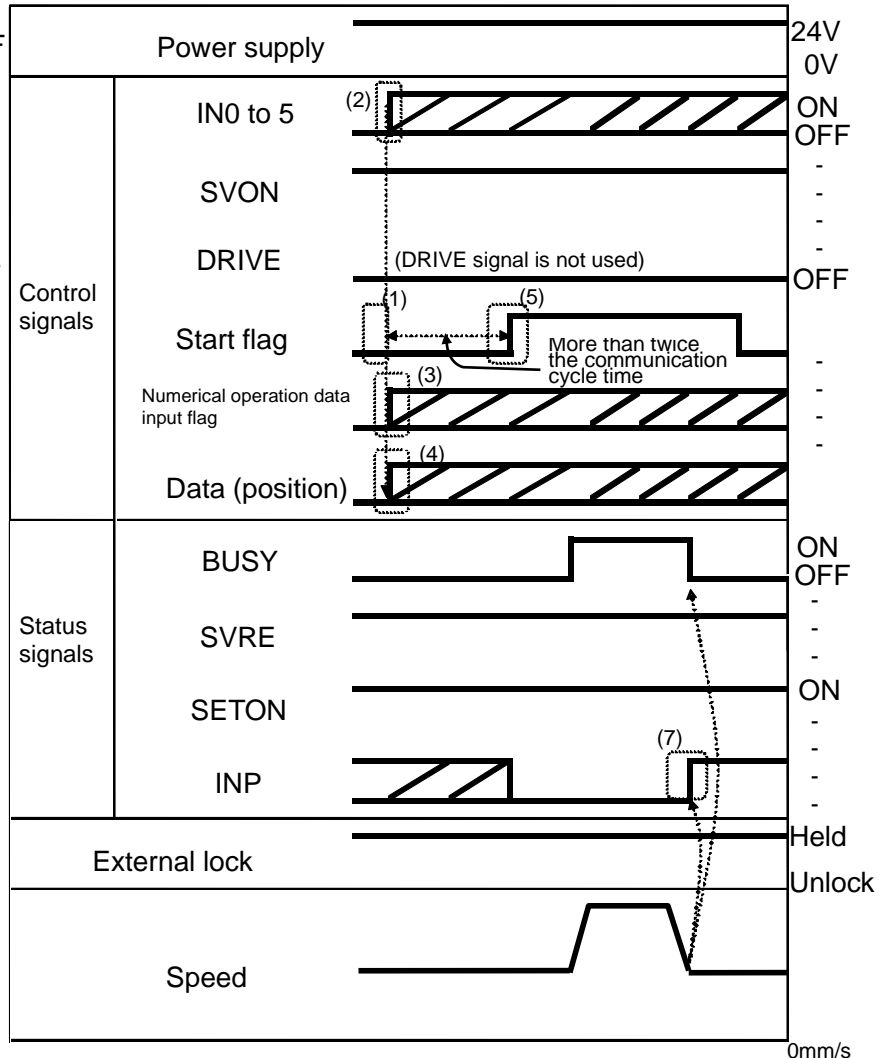 F
Power supply
24V
0V
Control
signals
IN0 to 5
(2)
ON
OFF
-
SVON
-
-
-
DRIVE
(DRIVE signal is not used)
OFF
(1)
(5)
Start flag
More than twice
the communication
cycle time
-
-
-
-
Numerical operation data
input flag
(3)
Data (position)
(4)
Status
signals
BUSY
ON
OFF
-
SVRE
-
-
SETON
ON
-
-
INP
(7)
-
-
External lock
Held
Unlock
Speed
0mm/s